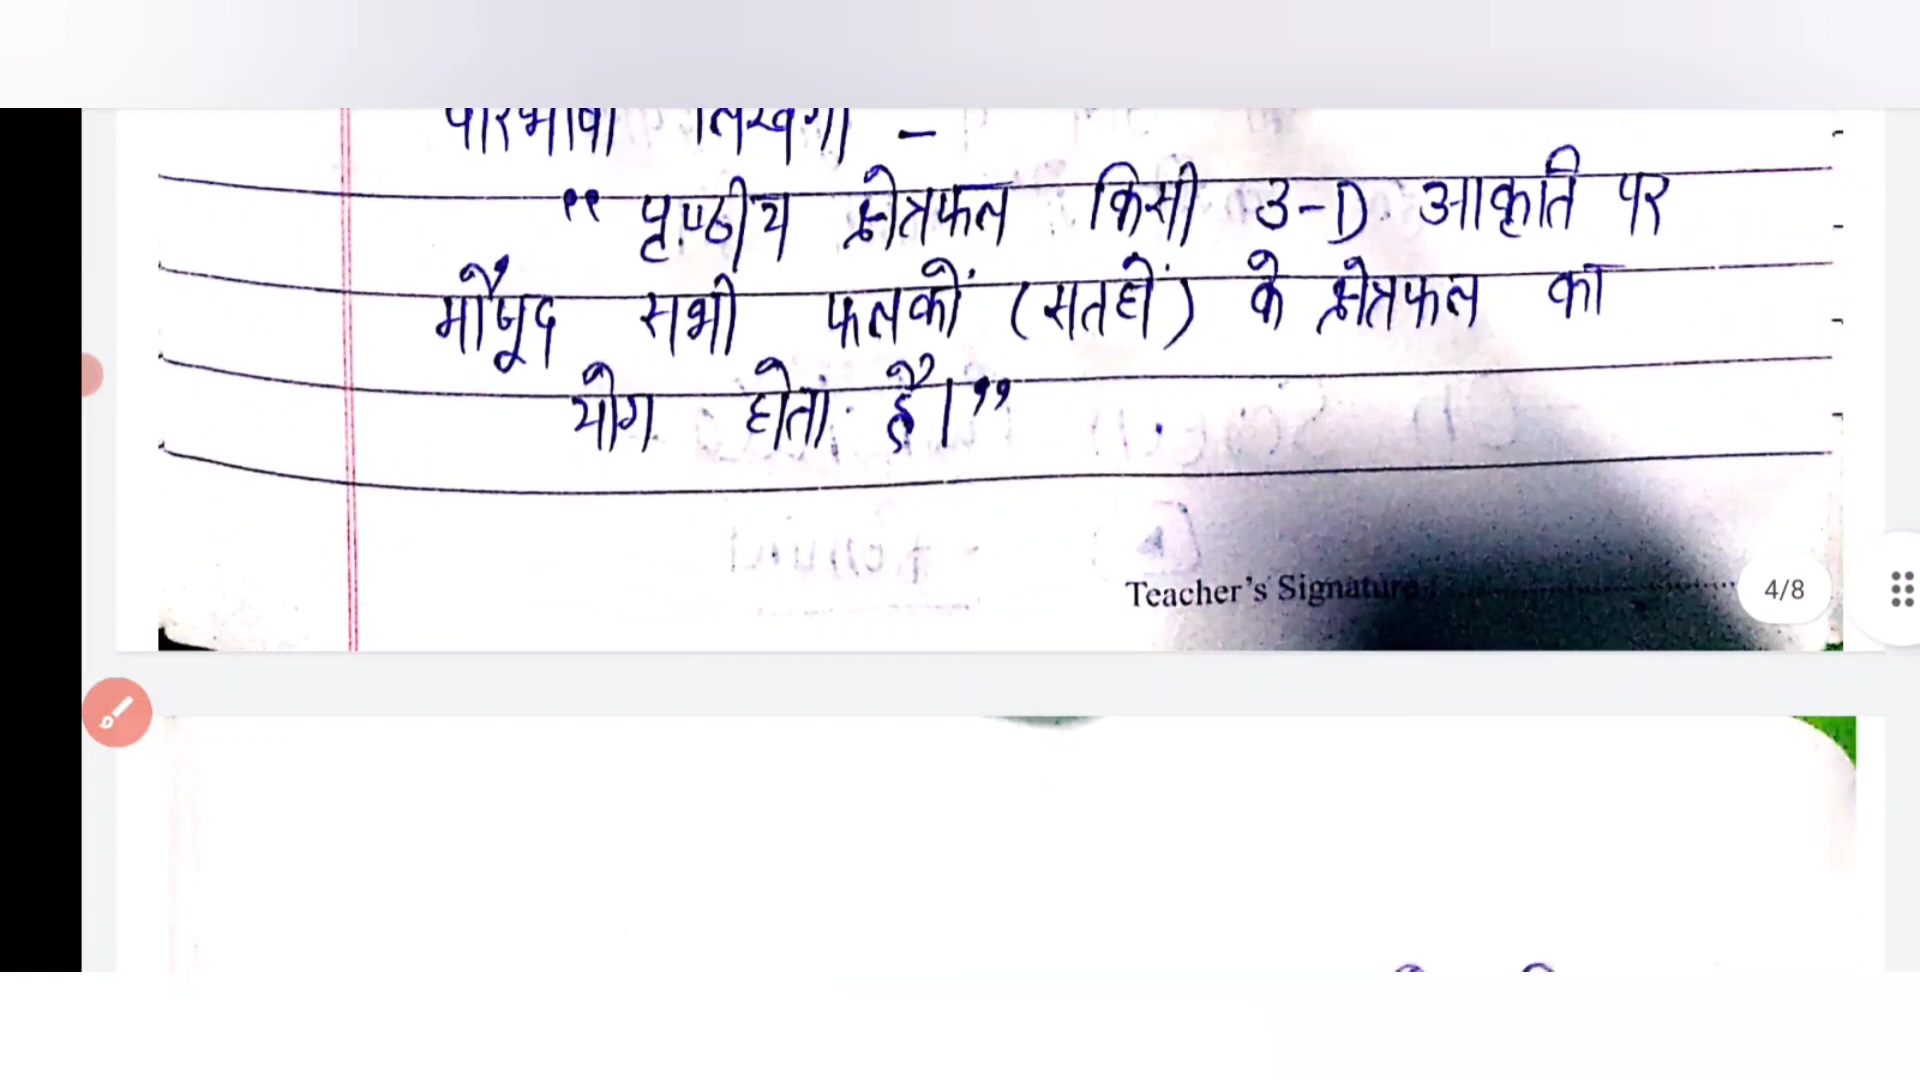 परिभाषा लिखेगी -
“ पृष्ठीय क्षेत्रफल किसी 3-D आकृति पर
मौजूद सभी फलकों (सतहों) के क्षेत्रफल का
योग होता है।”
Teacher's Signature
4/8